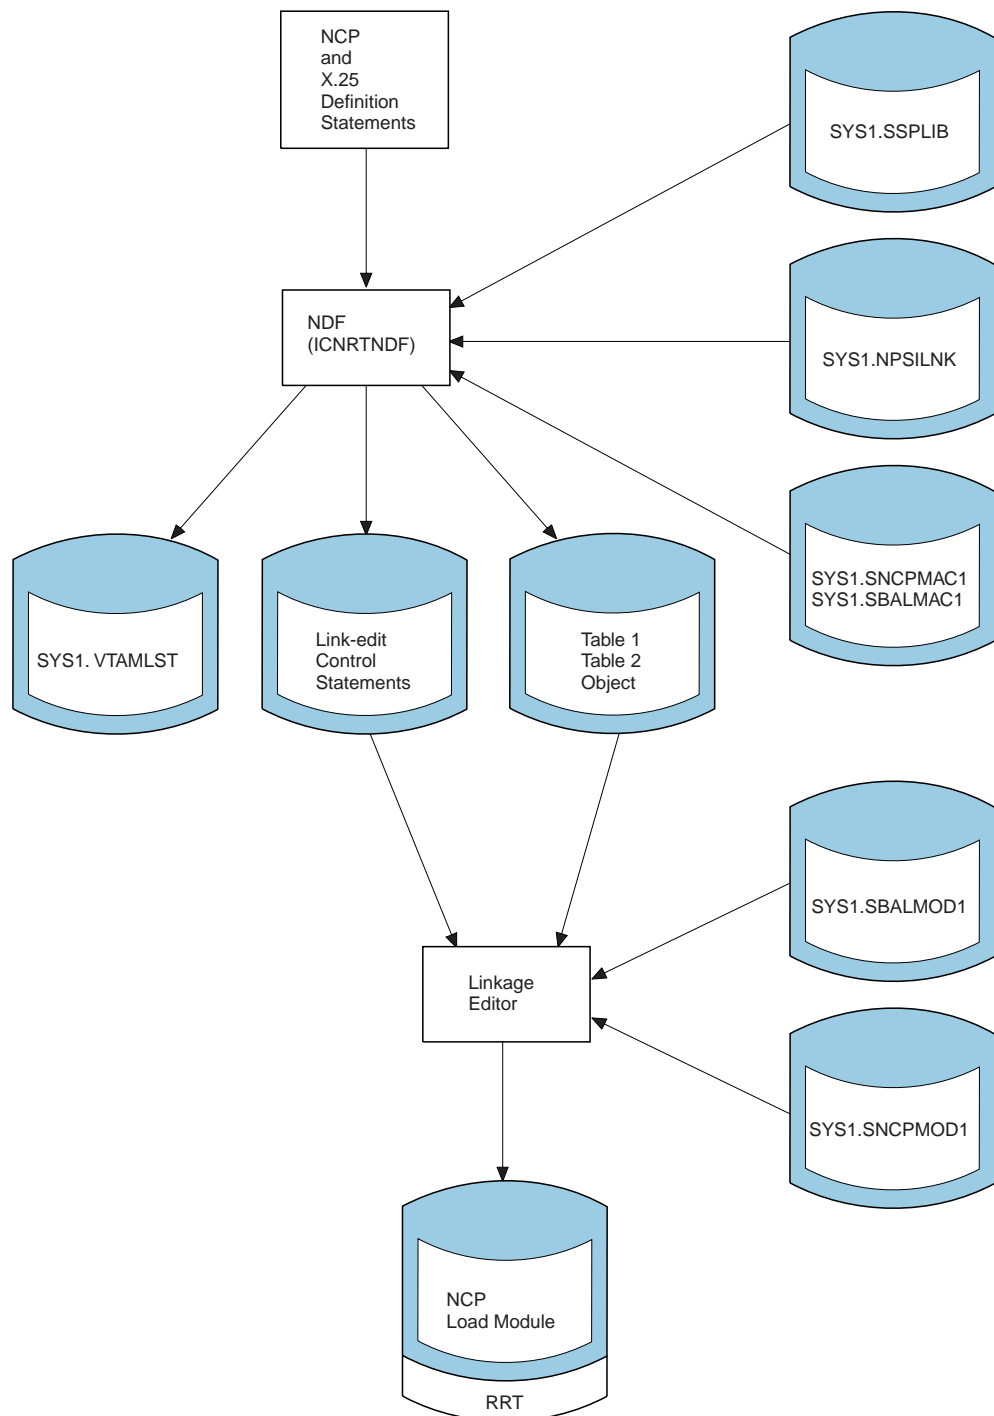 NCP
and
X.25
Definition
Statements
SYS1.SSPLIB
NDF
(ICNRTNDF)
SYS1.NPSILNK
SYS1.SNCPMAC1
SYS1.SBALMAC1
SYS1. VTAMLST
Link-edit
Control
Statements
Table 1
Table 2
Object
SYS1.SBALMOD1
Linkage
Editor
SYS1.SNCPMOD1
NCP
Load Module
RRT